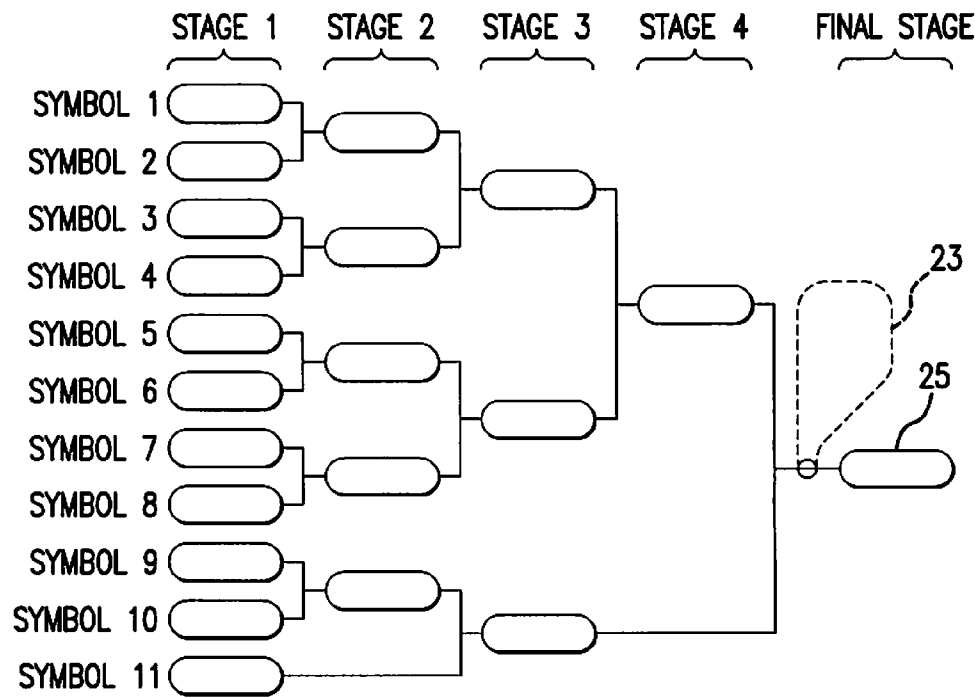 STAGE 1 STAGE 2 STAGE 3 STAGE 4 FINAL STAGE
SYMBOL 1
SYMBOL 2
SYMBOL 3
SYMBOL 4
23
SYMBOL 5
25
SYMBOL 6
SYMBOL 7
SYMBOL 8
SYMBOL 9
SYMBOL 10
SYMBOL 11